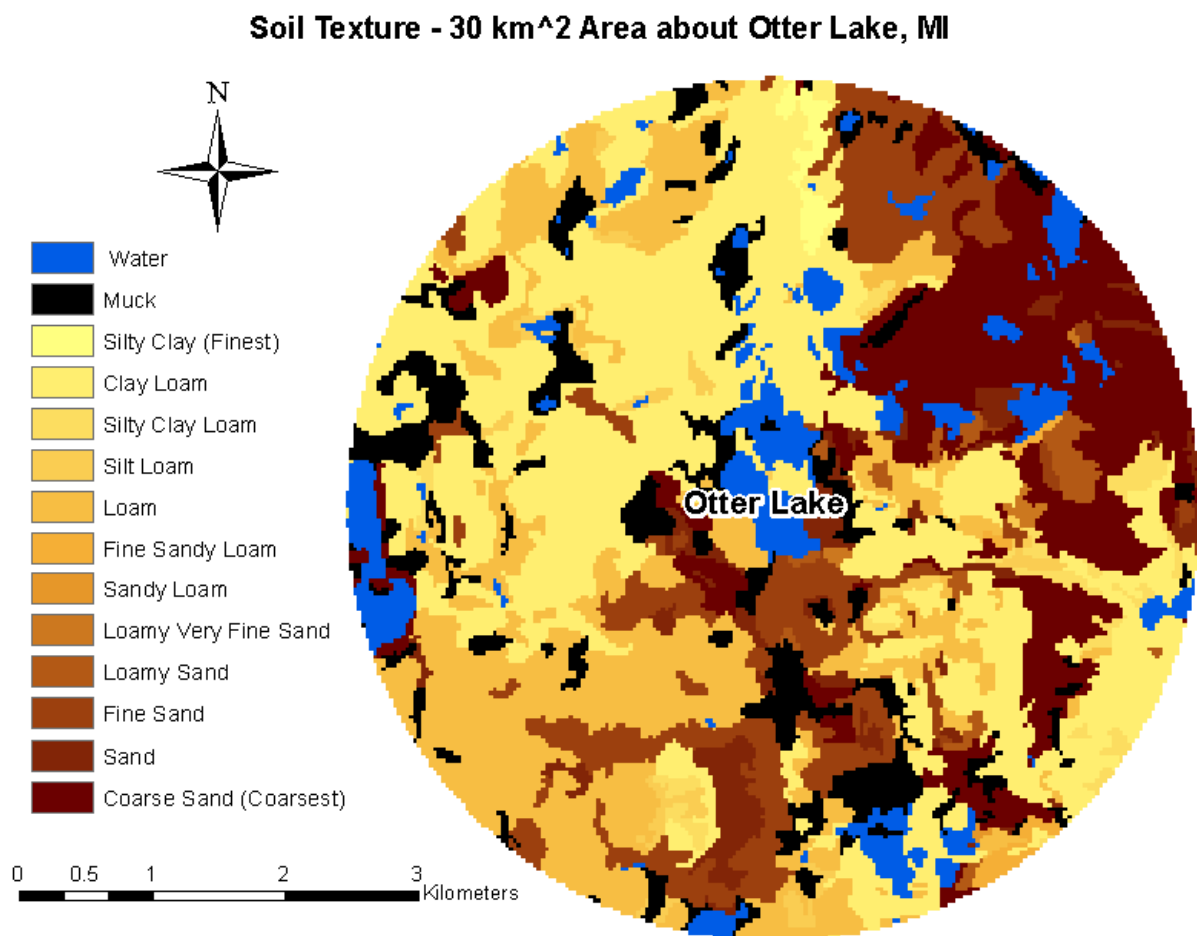 Soil Texture - 30 km^2 Area about Otter Lake, MI
N
Water
Muck
Silty Clay (Finest)
Clay Loam
Silty Clay Loam
Silt Loam
Loam
Fine Sandy Loam
Sandy Loam
Loamy Very Fine Sand
Loamy Sand
Fine Sand
Sand
Coarse Sand (Coarsest)
Otter Lake
0 0.5 1 2 3
Kilometers